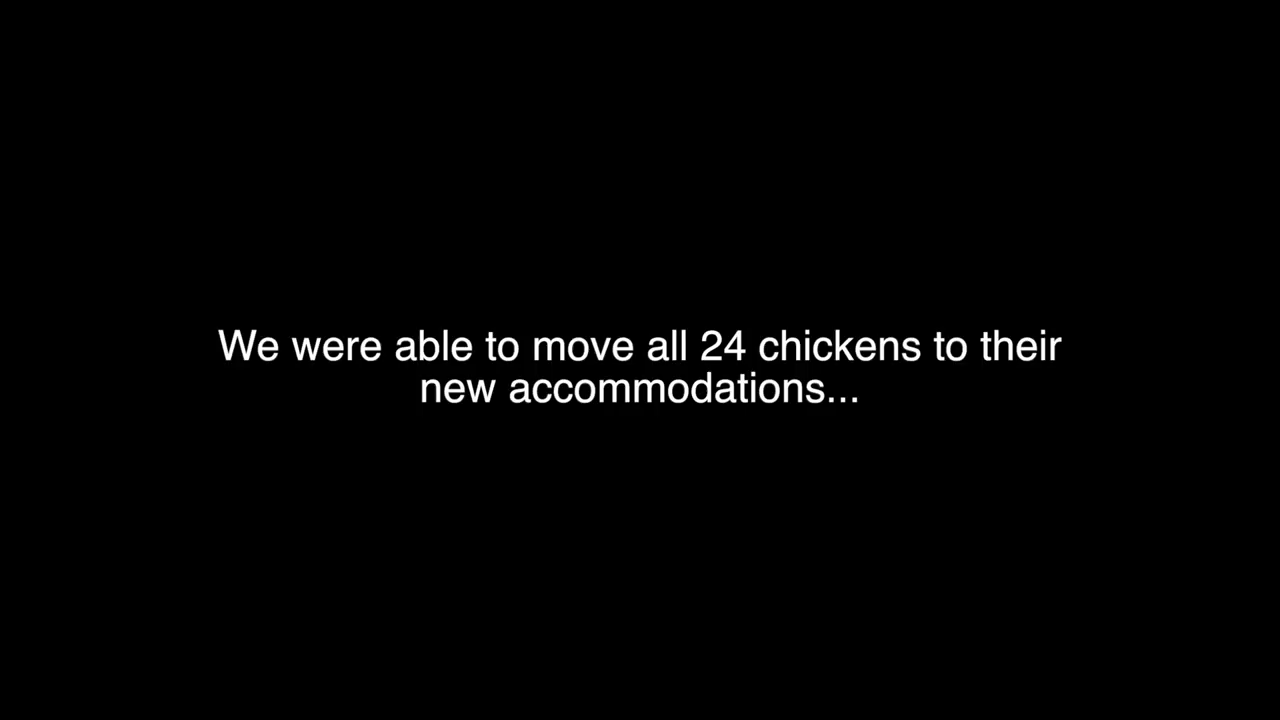 We were able to move all 24 chickens to their
new accommodations...